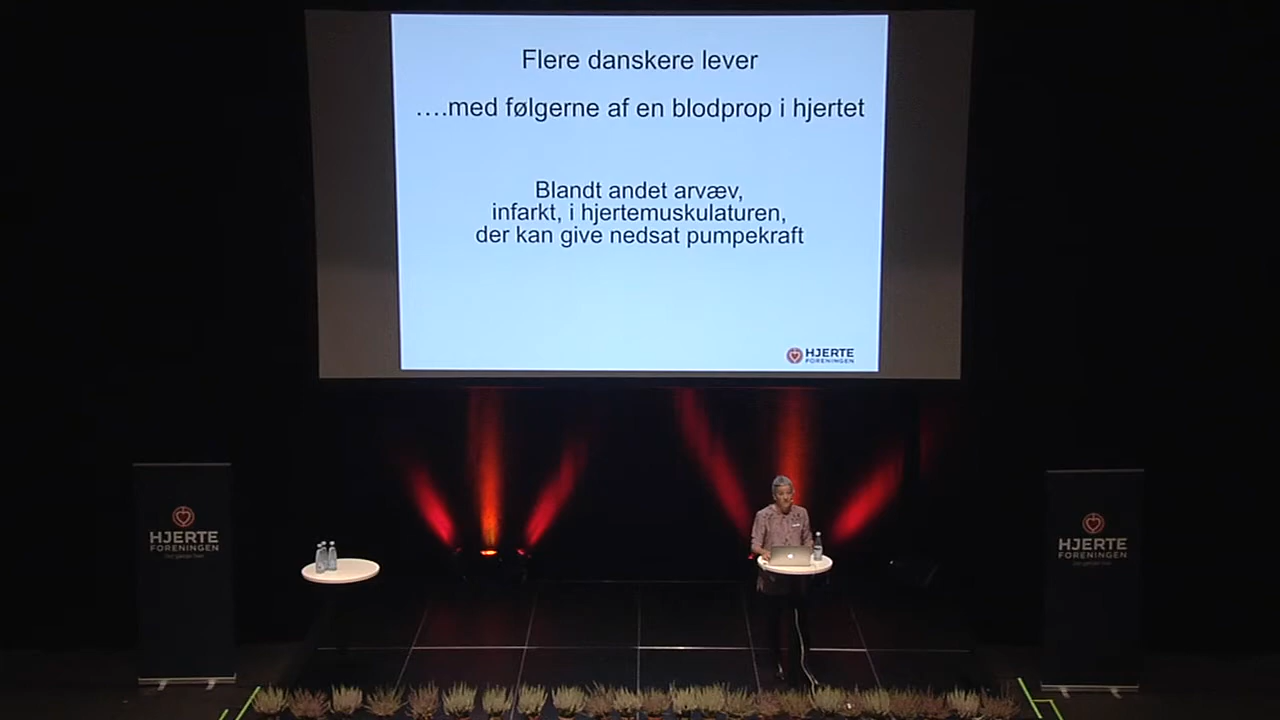 Flere danskere lever
....med følgerne af en blodprop i hjertet
Blandt andet arvæv,
infarkt, i hjertemuskulaturen,
der kan give nedsat pumpekraft
HJERTE
FORENINGEN
HJERTE
FORENINGEN
HJERTE
FORENINGEN